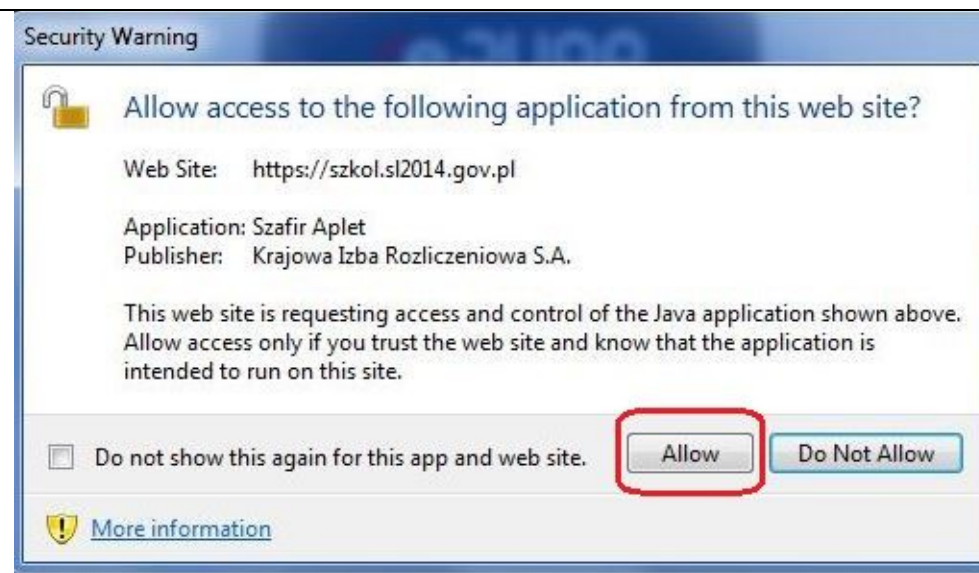 Security Warning
Allow access to the following application from this web site?
Web Site: https://szkol.sl2014.gov.pl
Application: Szafir Aplet
Publisher: Krajowa Izba Rozliczeniowa S.A.
This web site is requesting access and control of the Java application shown above.
Allow access only if you trust the web site and know that the application is
intended to run on this site.
Do not show this again for this app and web site.
Allow
Do Not Allow
More information